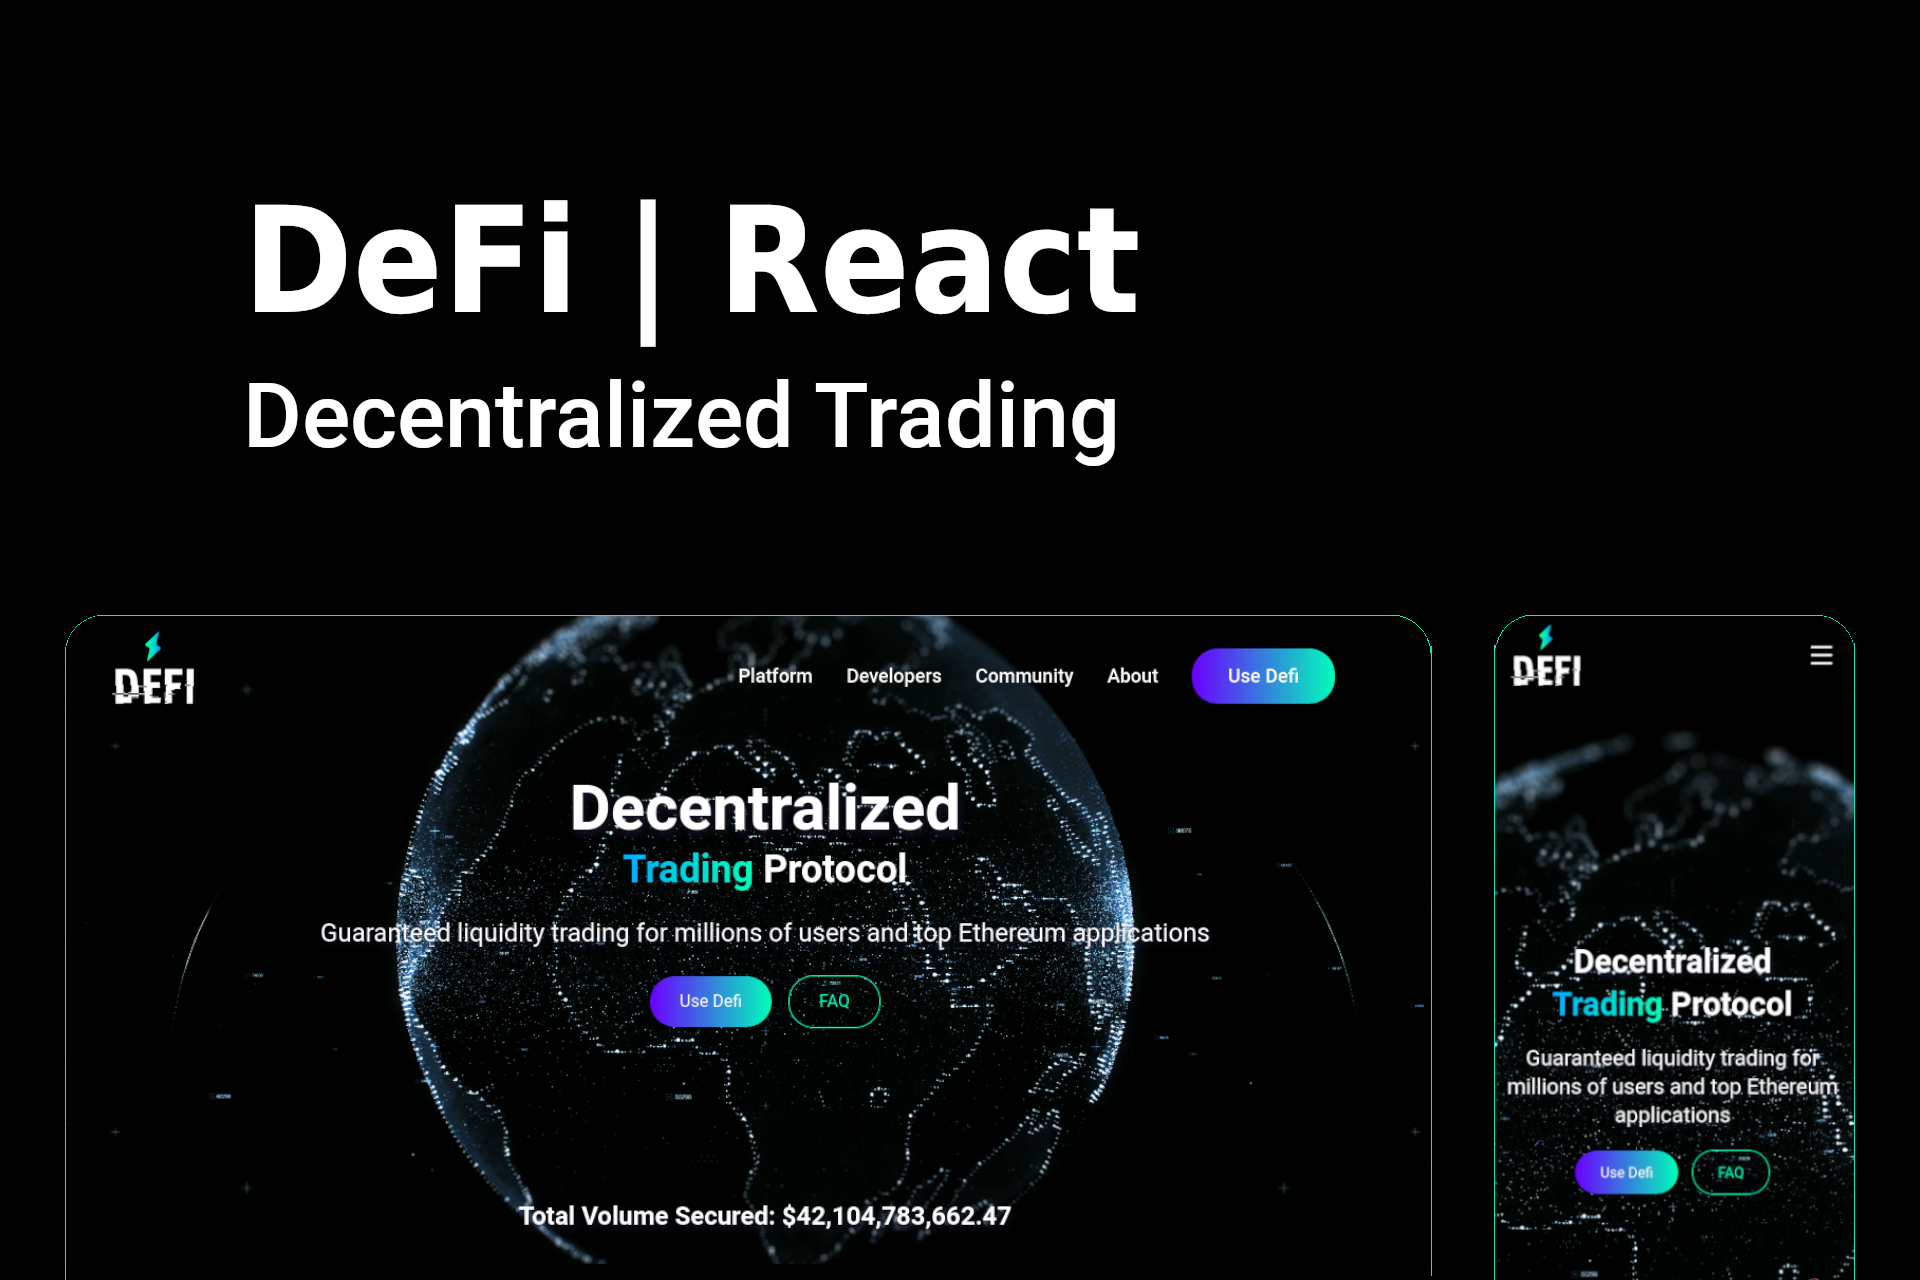 DeFi | React
Decentralized Trading
DEFI
Platform Developers Community About Use Defi
Decentralized
Trading Protocol
Guaranteed liquidity trading for millions of users and top Ethereum applications
Use Defi FAQ
Total Volume Secured: $42,104,783,662.47
DEFI
Decentralized
Trading Protocol
Guaranteed liquidity trading for
millions of users and top Ethereum
applications
Use Defi FAQ